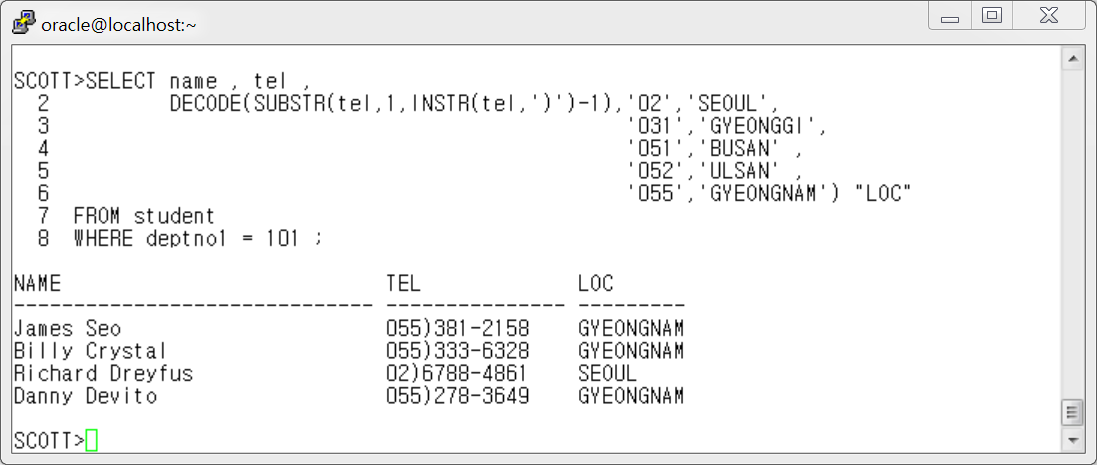 oracle@localhost:~
SCOTT>SELECT name , tel ,
  2          DECODE(SUBSTR(tel,1,INSTR(tel,')')-1),'02','SEOUL',
  3                                                '031','GYEONGGI',
  4                                                '051','BUSAN' ,
  5                                                '052','ULSAN' ,
  6                                                '055','GYEONGNAM') "LOC"
  7  FROM student
  8  WHERE deptno1 = 101 ;
NAME                           TEL             LOC
------------------------------ --------------- ---------
James Seo                      055)381-2158    GYEONGNAM
Billy Crystal                  055)333-6328    GYEONGNAM
Richard Dreyfus                02)6788-4861    SEOUL
Danny Devito                   055)278-3649    GYEONGNAM
SCOTT>